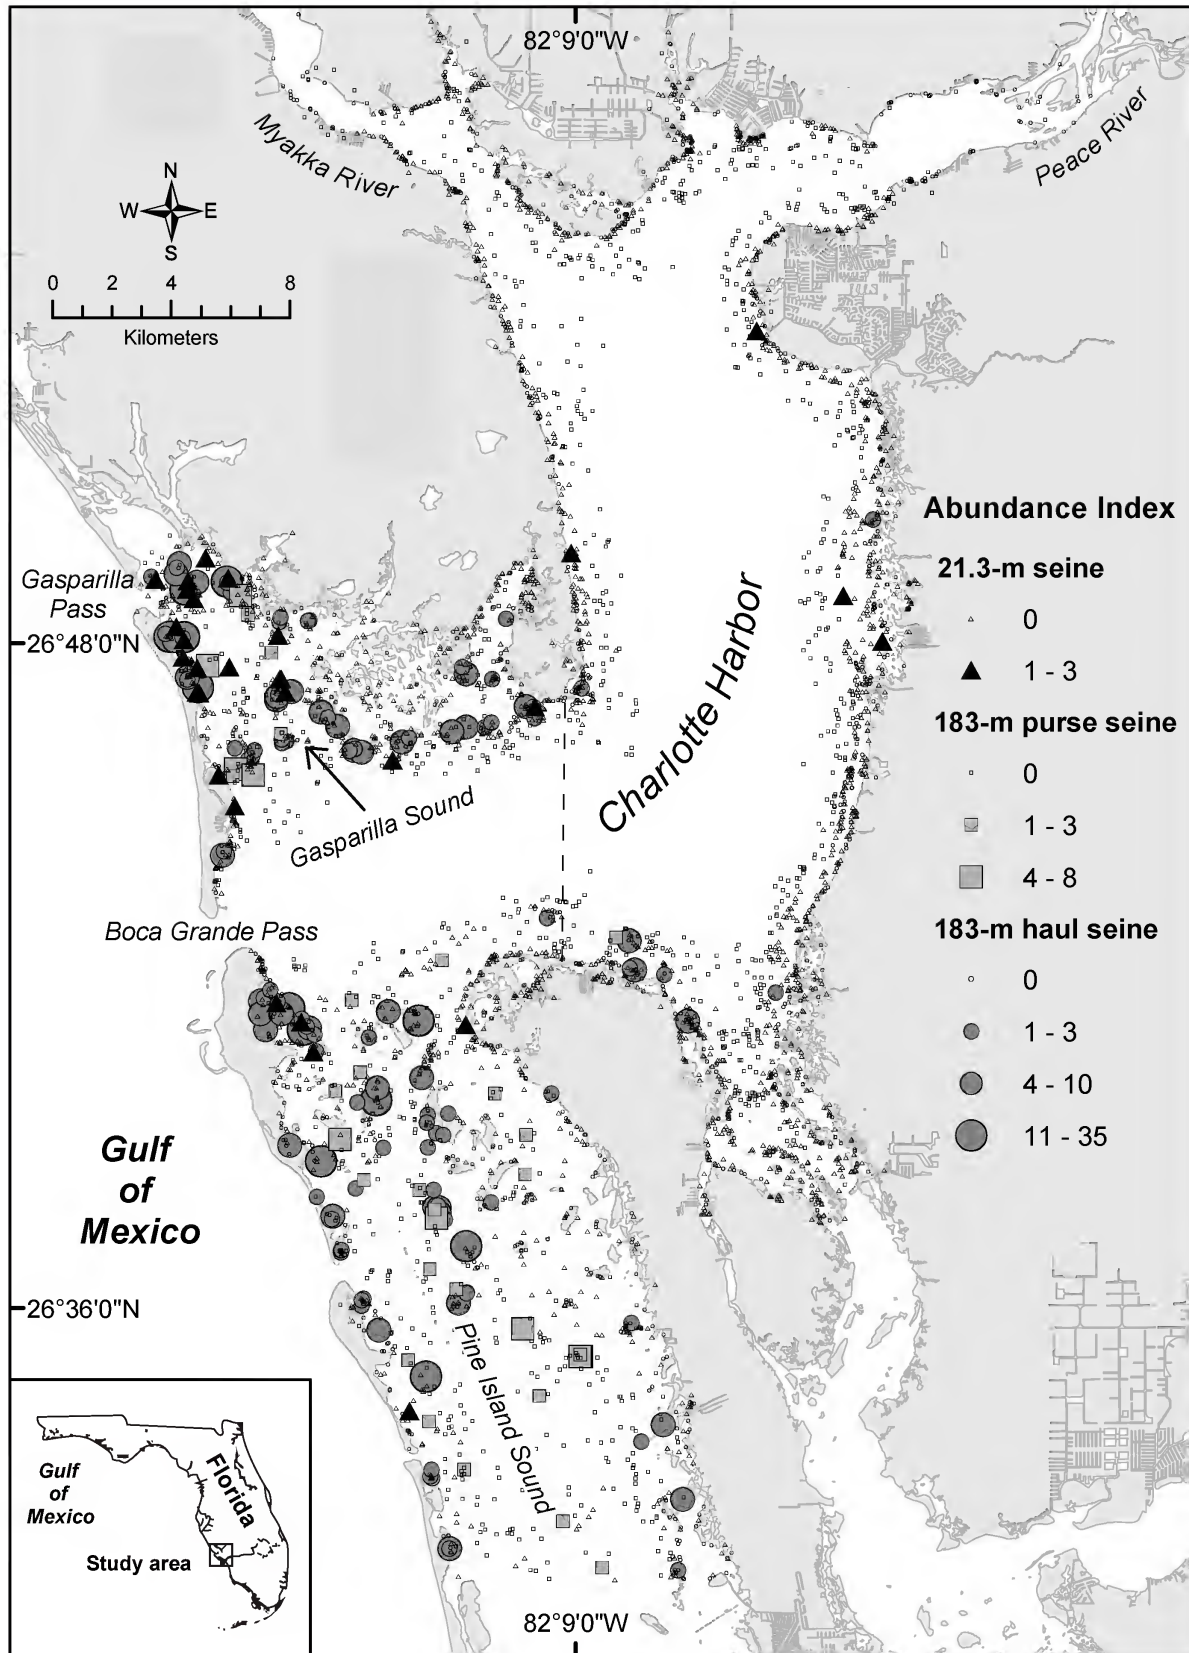 82°9'0"W
Myakka River
Peace River
N
W E
S
0 2 4 8
Kilometers
Abundance Index
21.3-m seine
0
1 - 3
183-m purse seine
0
1 - 3
4 - 8
183-m haul seine
0
1 - 3
4 - 10
11 - 35
Gasparilla
Pass
26°48'0"N
Charlotte Harbor
Gasparilla Sound
Boca Grande Pass
Gulf
of
Mexico
26°36'0"N
Pine Island Sound
Gulf
of
Mexico
Florida
Study area
82°9'0"W